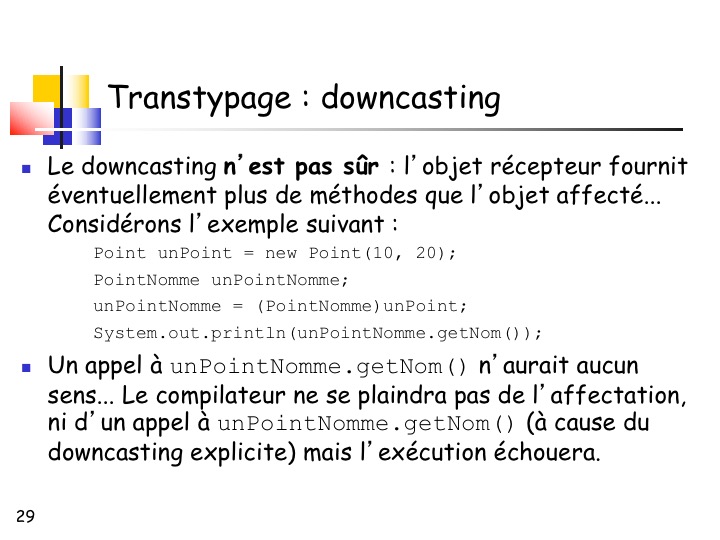 Transtypage : downcasting
Le downcasting n’est pas sûr : l’objet récepteur fournit
éventuellement plus de méthodes que l’objet affecté...
Considérons l’exemple suivant :
Point unPoint = new Point(10, 20);
PointNomme unPointNomme;
unPointNomme = (PointNomme)unPoint;
System.out.println(unPointNomme.getNom());
Un appel à unPointNomme.getNom() n’aurait aucun
sens... Le compilateur ne se plaindra pas de l’affectation,
ni d’un appel à unPointNomme.getNom() (à cause du
downcasting explicite) mais l’exécution échouera.
29